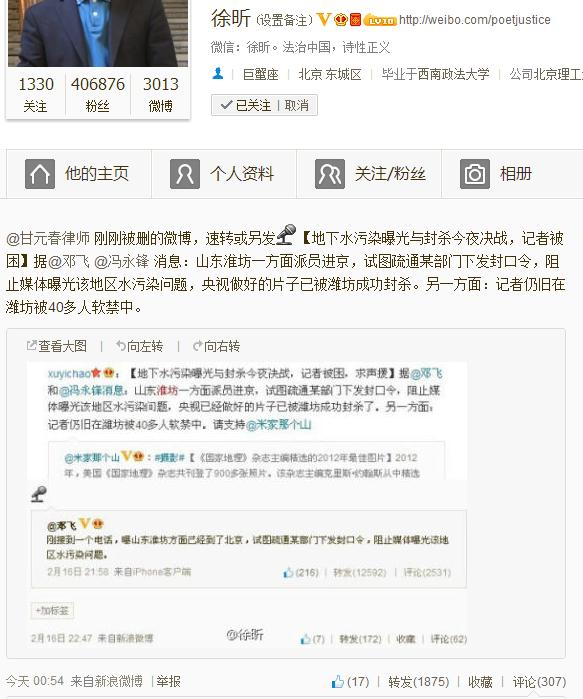 徐昕 (设置备注) http://weibo.com/poetjustice
微信：徐昕。法治中国，诗性正义
巨蟹座 | 北京 东城区 | 毕业于西南政法大学 | 公司北京理工
1330 406876 3013
关注 粉丝 微博
已关注 | 取消
他的主页 个人资料 关注/粉丝 相册
@甘元春律师 刚刚被删的微博，速转或另发【地下水污染曝光与封杀今夜决战，记者被
困】据@邓飞 @冯永锋 消息：山东潍坊一方面派员进京，试图疏通某部门下发封口令，阻
止媒体曝光该地区水污染问题，央视做好的片子已被潍坊成功封杀。另一方面：记者仍旧在
潍坊被40多人软禁中。
查看大图 | 向左转 | 向右转
xuyichao：【地下水污染曝光与封杀今夜决战，记者被困，求声援】据@邓飞
和@冯永锋消息：山东潍坊一方面派员进京，试图疏通某部门下发封口令，阻止媒
体曝光该地区水污染问题，央视已经做好的片子已被潍坊成功封杀了。另一方面：
记者仍旧在潍坊被40多人软禁中。请支持@米家那个山
@米家那个山：#摄影#【《国家地理》杂志主编精选的2012年最佳图片】2012
年，美国《国家地理》杂志共刊登了900多张照片。该杂志主编克里斯·约翰斯从中精选
@邓飞
刚接到一个电话，曝山东潍坊方面已经到了北京，试图疏通某部门下发封口令，阻止媒体曝光该地
区水污染问题。
2月16日 21:58 来自iPhone客户端 (216) | 转发(12592) | 评论(2531)
+加标签
2月16日 22:47 来自新浪微博 @徐昕 (7) | 转发(172) | 收藏 | 评论(62)
今天 00:54 来自新浪微博 | 举报 (17) | 转发(1875) | 收藏 | 评论(307)